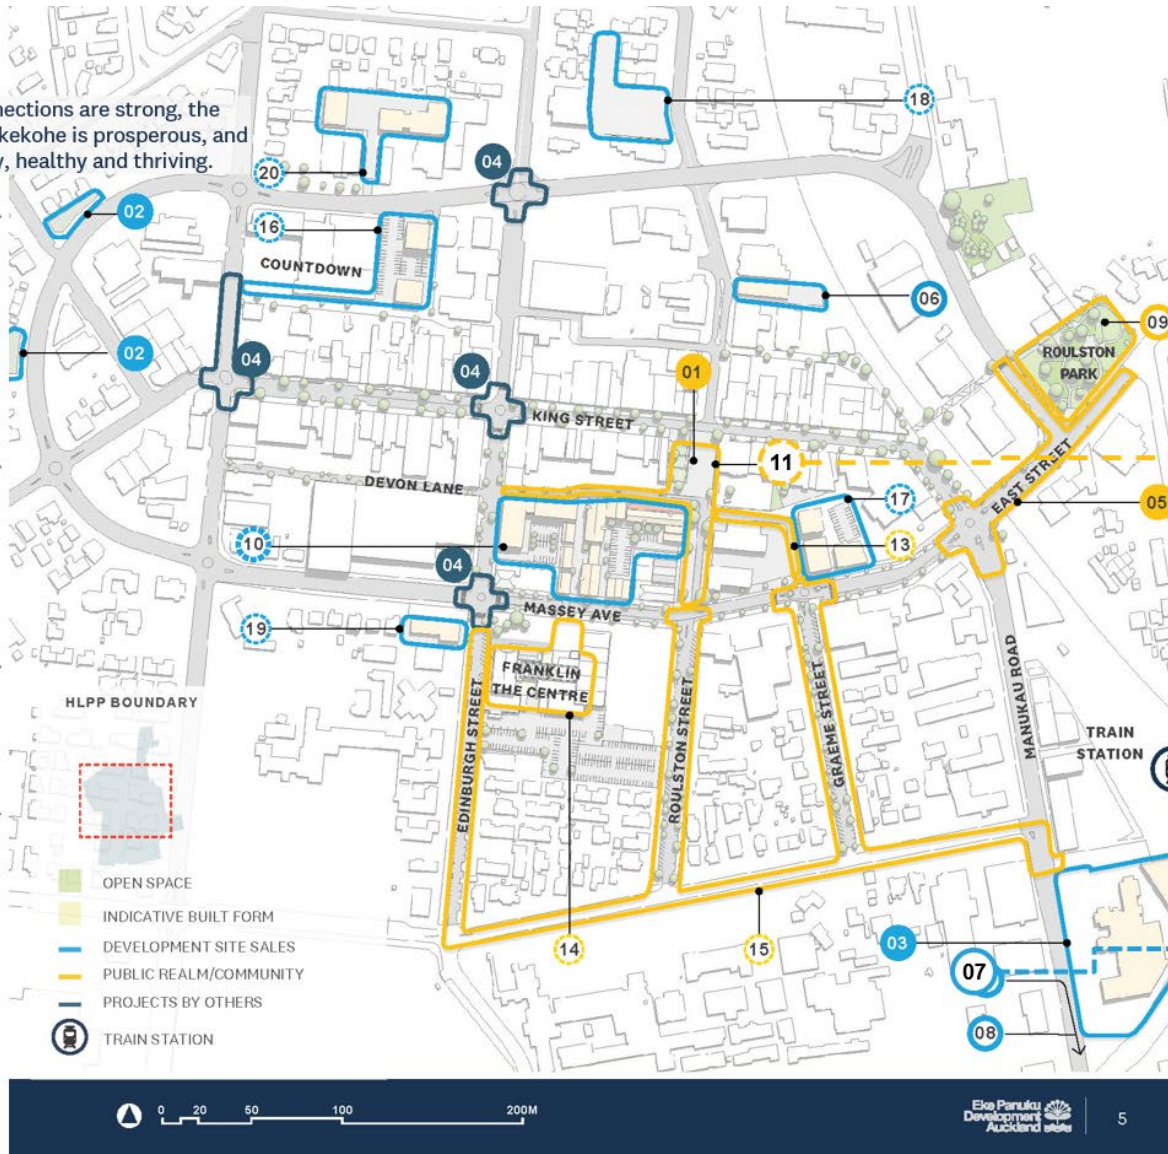 nections are strong, the
kekohe is prosperous, and
y, healthy and thriving.
18
04
20
02
16
COUNTDOWN
06
09
02
04
04
01
ROULSTON
PARK
KING STREET
11
EAST STREET
DEVON LANE
17
05
10
13
04
MASSEY AVE
19
FRANKLIN
THE CENTRE
HLPP BOUNDARY
EDINBURGH STREET
ROULSTON STREET
GRAEME STREET
MANUKAU ROAD
TRAIN
STATION
OPEN SPACE
INDICATIVE BUILT FORM
DEVELOPMENT SITE SALES
PUBLIC REALM/COMMUNITY
PROJECTS BY OTHERS
TRAIN STATION
14
15
03
07
08
0 20 50 100 200M
Eke Panuku
Development
Auckland
5